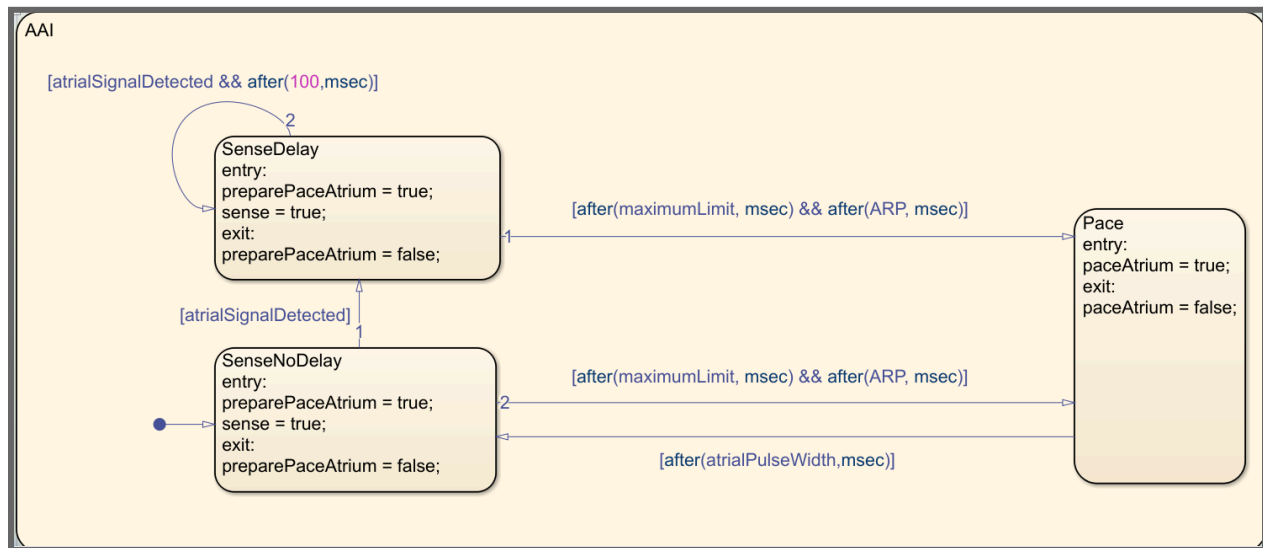 AAI
[atrialSignalDetected && after(100,msec)]
2
SenseDelay
entry:
preparePaceAtrium = true;
sense = true;
exit:
preparePaceAtrium = false;
[after(maximumLimit, msec) && after(ARP, msec)]
1
Pace
entry:
paceAtrium = true;
exit:
paceAtrium = false;
[atrialSignalDetected]
1
SenseNoDelay
entry:
preparePaceAtrium = true;
sense = true;
exit:
preparePaceAtrium = false;
[after(maximumLimit, msec) && after(ARP, msec)]
2
[after(atrialPulseWidth,msec)]